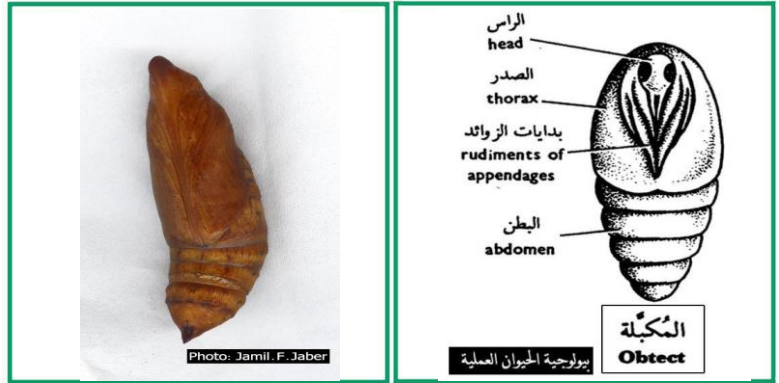 Photo: Jamil.F.Jaber
الراس
head
الصدر
thorax
بدايات الزوائد
rudiments of
appendages
البطن
abdomen
المُكبَّلة
Obtect
بيولوجية الحيوان العملية